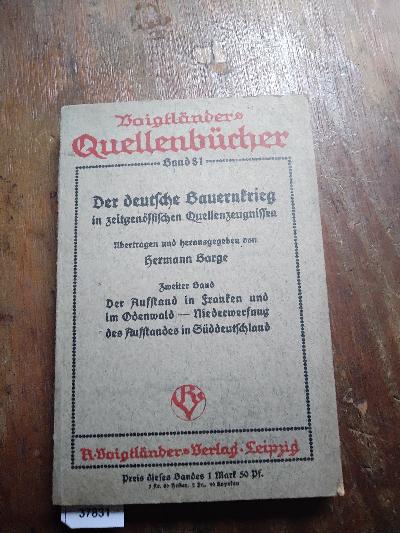 Voigtländers
Quellenbücher
Band 81
Der deutsche Bauernkrieg
in zeitgenössischen Quellenzeugnissen
Übertragen und herausgegeben von
Hermann Barge
Zweiter Band
Der Aufstand in Franken und
im Odenwald — Niederwerfung
des Aufstandes in Süddeutschland
RV
R. Voigtländers Verlag · Leipzig
Preis dieses Bandes 1 Mark 50 Pf.
37831